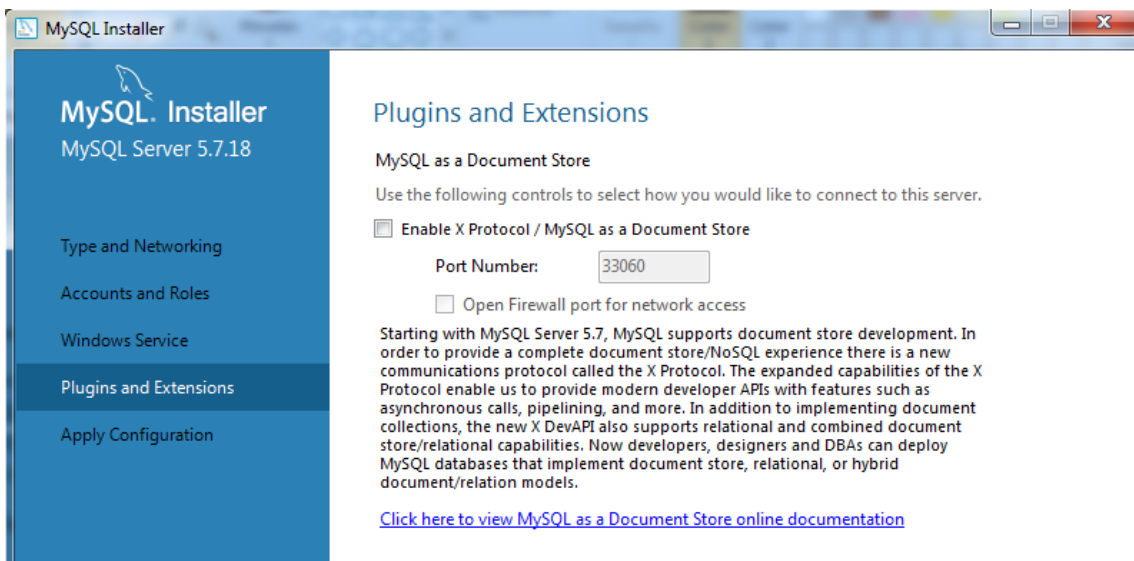 MySQL Installer
MySQL. Installer
MySQL Server 5.7.18
Type and Networking
Accounts and Roles
Windows Service
Plugins and Extensions
Apply Configuration
Plugins and Extensions
MySQL as a Document Store
Use the following controls to select how you would like to connect to this server.
Enable X Protocol / MySQL as a Document Store
Port Number: 33060
Open Firewall port for network access
Starting with MySQL Server 5.7, MySQL supports document store development. In
order to provide a complete document store/NoSQL experience there is a new
communications protocol called the X Protocol. The expanded capabilities of the X
Protocol enable us to provide modern developer APIs with features such as
asynchronous calls, pipelining, and more. In addition to implementing document
collections, the new X DevAPI also supports relational and combined document
store/relational capabilities. Now developers, designers and DBAs can deploy
MySQL databases that implement document store, relational, or hybrid
document/relation models.
Click here to view MySQL as a Document Store online documentation